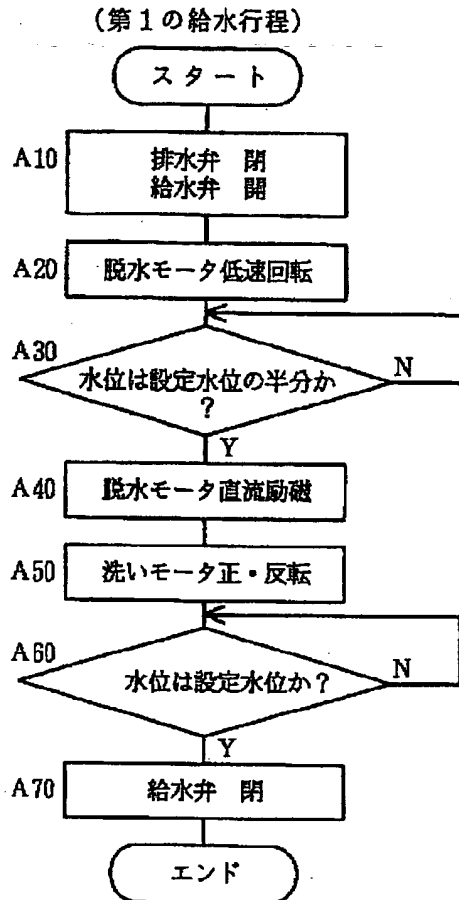 (第1の給水行程)
スタート
A10
排水弁 閉
給水弁 開
A20
脱水モータ低速回転
A30
水位は設定水位の半分か
?
N
Y
A40
脱水モータ直流励磁
A50
洗いモータ正・反転
A60
水位は設定水位か?
N
Y
A70
給水弁 閉
エンド